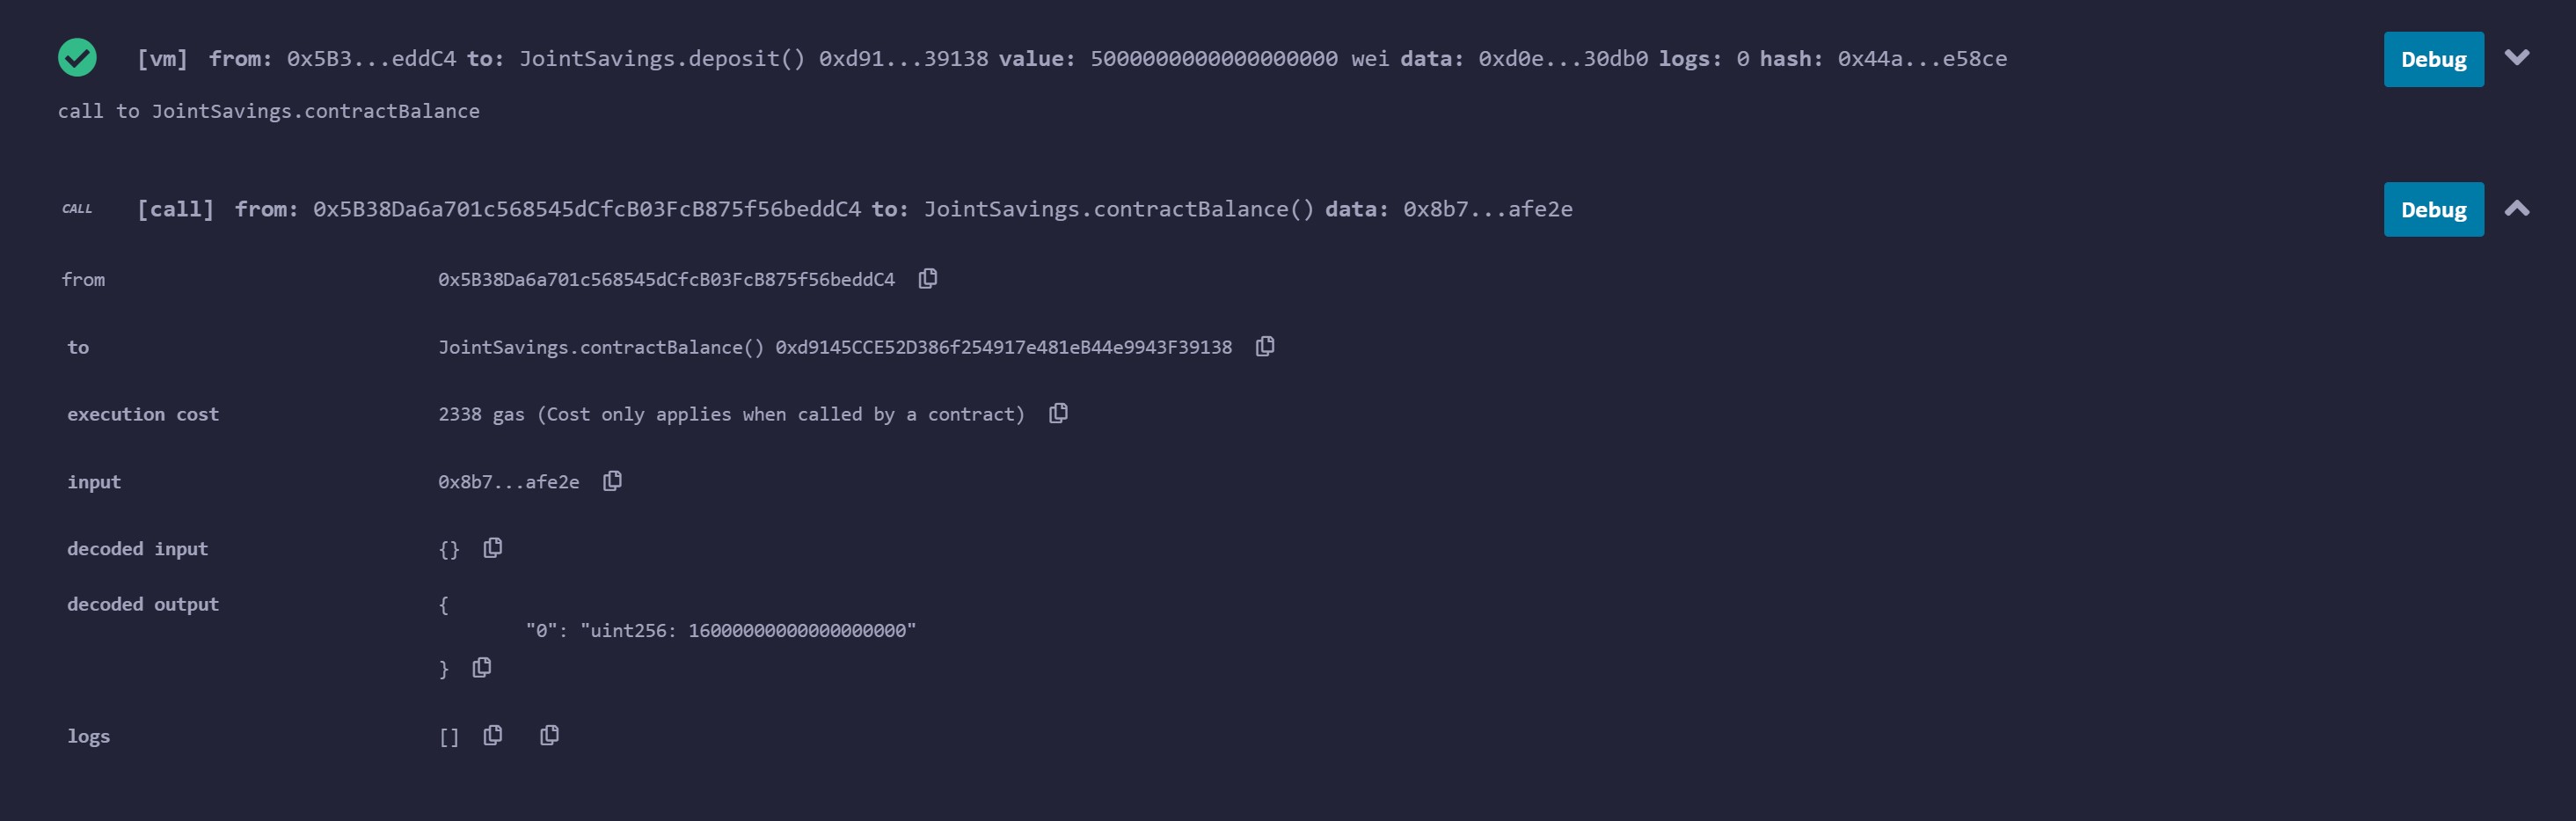 [vm] from: 0x5B3...eddC4 to: JointSavings.deposit() 0xd91...39138 value: 5000000000000000000 wei data: 0xd0e...30db0 logs: 0 hash: 0x44a...e58ce Debug
call to JointSavings.contractBalance
CALL [call] from: 0x5B38Da6a701c568545dCfcB03FcB875f56beddC4 to: JointSavings.contractBalance() data: 0x8b7...afe2e Debug
from 0x5B38Da6a701c568545dCfcB03FcB875f56beddC4
to JointSavings.contractBalance() 0xd9145CCE52D386f254917e481eB44e9943F39138
execution cost 2338 gas (Cost only applies when called by a contract)
input 0x8b7...afe2e
decoded input {}
decoded output {
"0": "uint256: 16000000000000000000"
}
logs []